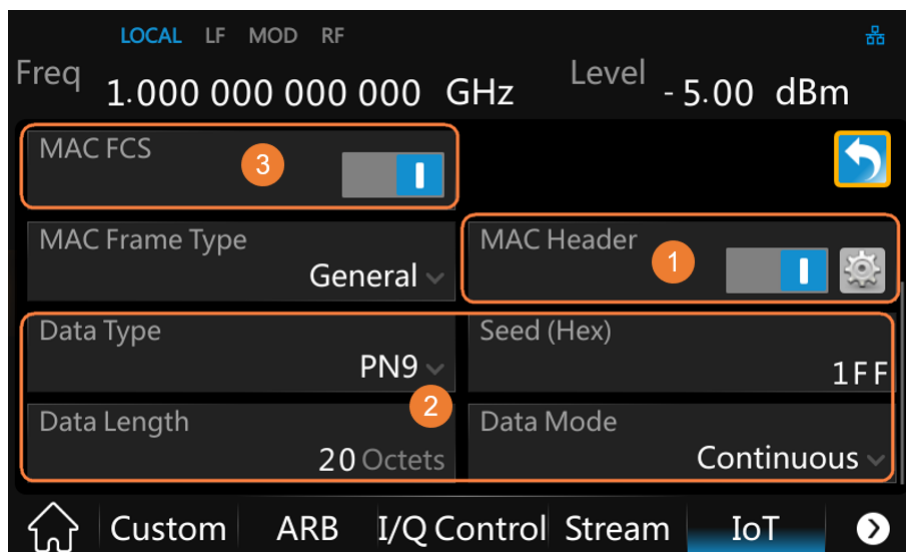 LOCAL LF MOD RF
Freq 1.000 000 000 000 GHz Level -5.00 dBm
MAC FCS 3
MAC Frame Type
General
MAC Header 1
Data Type
PN9
Seed (Hex)
1FF
2
Data Length
20 Octets
Data Mode
Continuous
Custom ARB I/Q Control Stream IoT